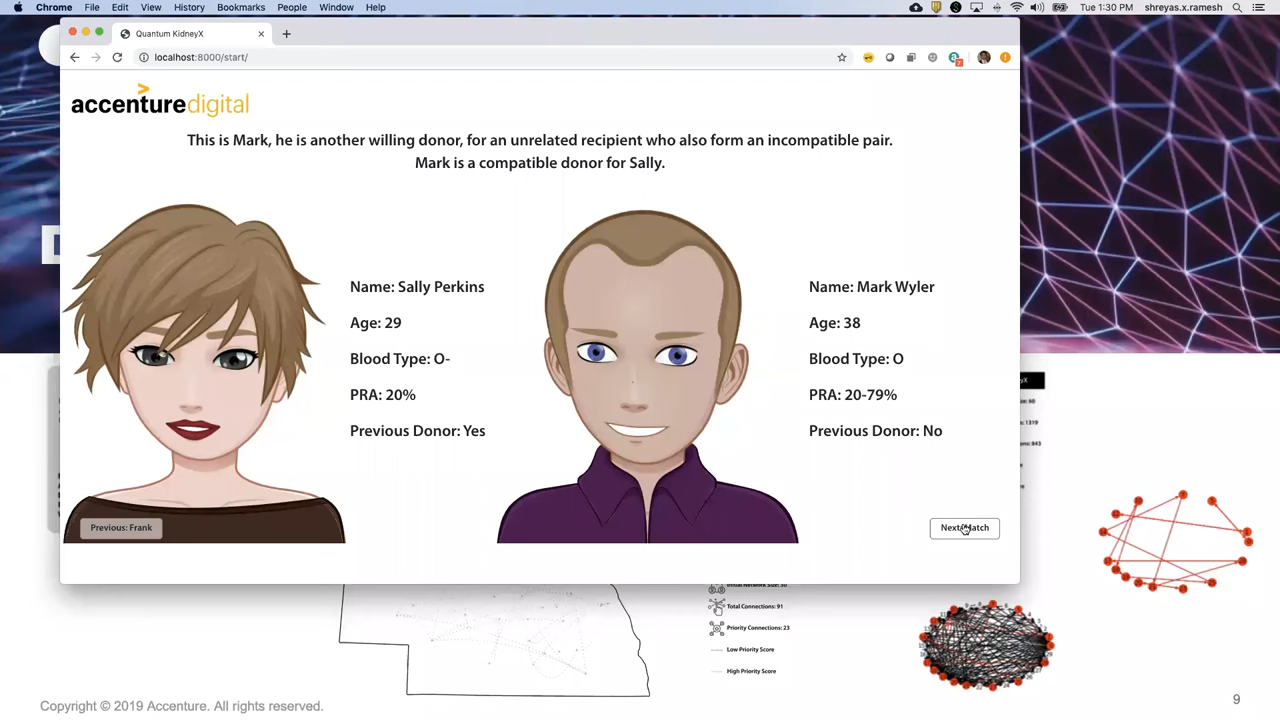 Chrome File Edit View History Bookmarks People Window Help
Tue 1:30 PM shreyas.x.ramesh
Quantum KidneyX
localhost:8000/start/
accenturedigital
This is Mark, he is another willing donor, for an unrelated recipient who also form an incompatible pair.
Mark is a compatible donor for Sally.
Name: Sally Perkins
Age: 29
Blood Type: O-
PRA: 20%
Previous Donor: Yes
Name: Mark Wyler
Age: 38
Blood Type: O
PRA: 20-79%
Previous Donor: No
Previous: Frank
Next Match
Total Connections: 91
Priority Connections: 23
Low Priority Score
High Priority Score
Copyright © 2019 Accenture. All rights reserved.
9